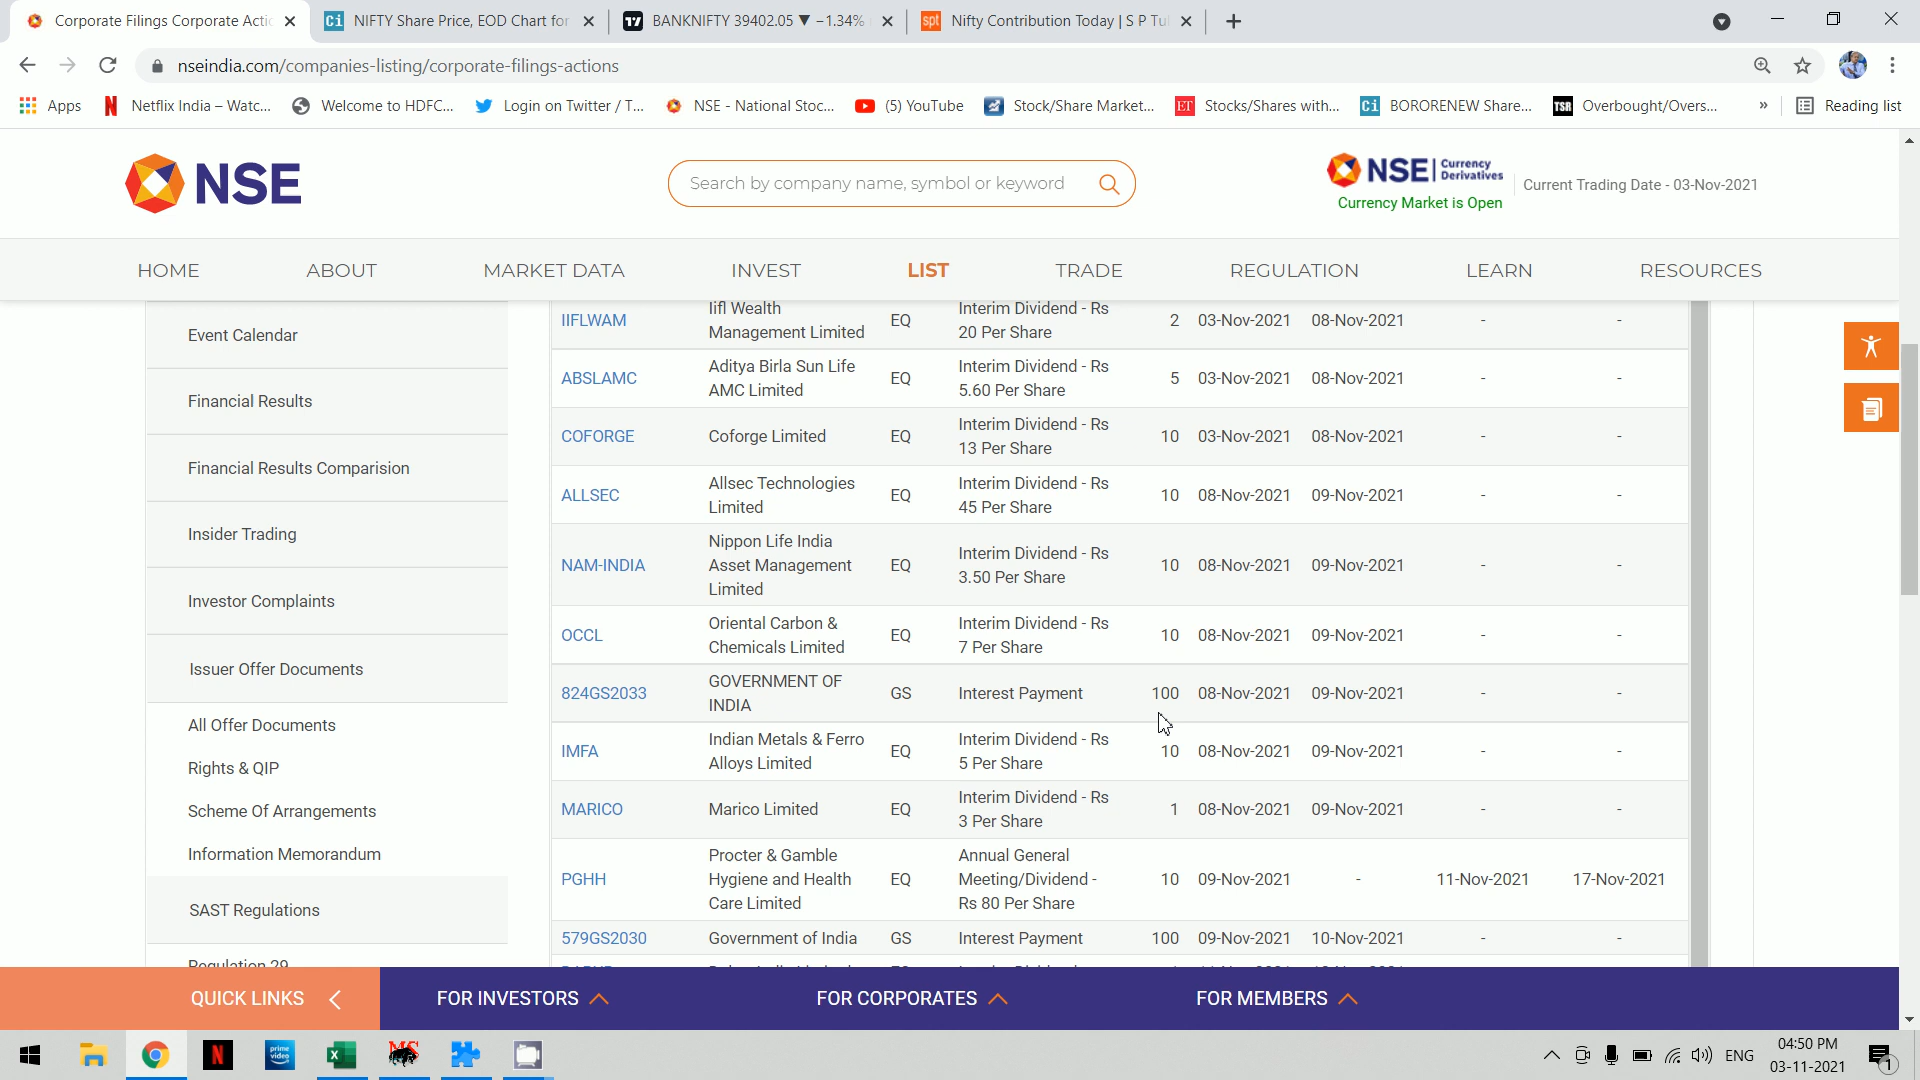 Corporate Filings Corporate Actio
NIFTY Share Price, EOD Chart for
BANKNIFTY 39402.05 ▼ −1.34%
Nifty Contribution Today | S P Tul
nseindia.com/companies-listing/corporate-filings-actions
Apps
Netflix India – Watc...
Welcome to HDFC...
Login on Twitter / T...
NSE - National Stoc...
(5) YouTube
Stock/Share Market...
ET
Stocks/Shares with...
Ci
BORORENEW Share...
TSR
Overbought/Overs...
»
Reading list
NSE
Search by company name, symbol or keyword
NSE
Currency
Derivatives
Currency Market is Open
Current Trading Date - 03-Nov-2021
HOME ABOUT MARKET DATA INVEST LIST TRADE REGULATION LEARN RESOURCES
Event Calendar
Financial Results
Financial Results Comparision
Insider Trading
Investor Complaints
Issuer Offer Documents
All Offer Documents
Rights & QIP
Scheme Of Arrangements
Information Memorandum
SAST Regulations
Regulation 29
IIFLWAM Iifl Wealth Management Limited EQ Interim Dividend - Rs 20 Per Share 2 03-Nov-2021 08-Nov-2021 - -
ABSLAMC Aditya Birla Sun Life AMC Limited EQ Interim Dividend - Rs 5.60 Per Share 5 03-Nov-2021 08-Nov-2021 - -
COFORGE Coforge Limited EQ Interim Dividend - Rs 13 Per Share 10 03-Nov-2021 08-Nov-2021 - -
ALLSEC Allsec Technologies Limited EQ Interim Dividend - Rs 45 Per Share 10 08-Nov-2021 09-Nov-2021 - -
NAM-INDIA Nippon Life India Asset Management Limited EQ Interim Dividend - Rs 3.50 Per Share 10 08-Nov-2021 09-Nov-2021 - -
OCCL Oriental Carbon & Chemicals Limited EQ Interim Dividend - Rs 7 Per Share 10 08-Nov-2021 09-Nov-2021 - -
824GS2033 GOVERNMENT OF INDIA GS Interest Payment 100 08-Nov-2021 09-Nov-2021 - -
IMFA Indian Metals & Ferro Alloys Limited EQ Interim Dividend - Rs 5 Per Share 10 08-Nov-2021 09-Nov-2021 - -
MARICO Marico Limited EQ Interim Dividend - Rs 3 Per Share 1 08-Nov-2021 09-Nov-2021 - -
PGHH Procter & Gamble Hygiene and Health Care Limited EQ Annual General Meeting/Dividend - Rs 80 Per Share 10 09-Nov-2021 - 11-Nov-2021 17-Nov-2021
579GS2030 Government of India GS Interest Payment 100 09-Nov-2021 10-Nov-2021 - -
QUICK LINKS
FOR INVESTORS
FOR CORPORATES
FOR MEMBERS
N
prime video
X
MS
ENG
04:50 PM
03-11-2021
1